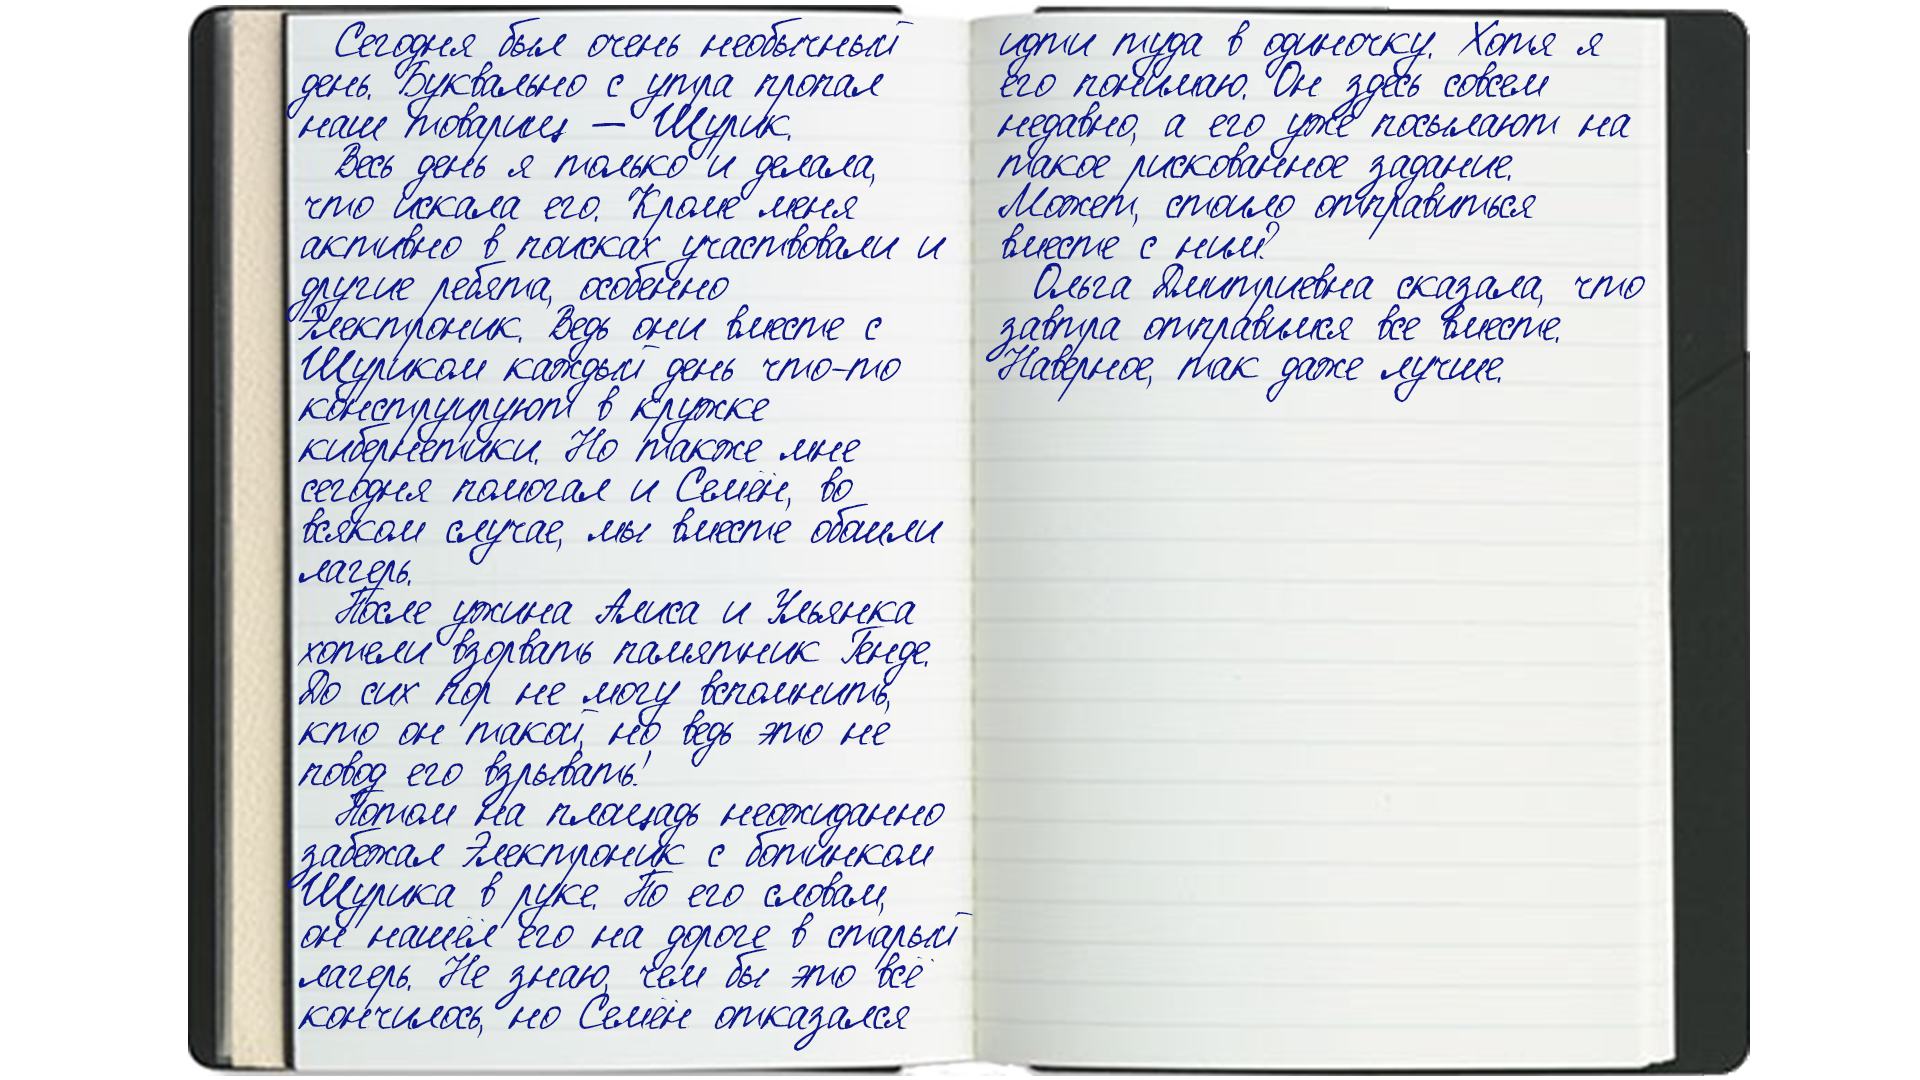 Сегодня был очень необычный
день. Буквально с утра пропал
наш товарищ — Шурик.
Весь день я только и делала,
что искала его. Кроме меня
активно в поисках участвовали и
другие ребята, особенно
Электроник. Ведь они вместе с
Шуриком каждый день что-то
конструируют в кружке
кибернетики. Но также мне
сегодня помогал и Семён, во
всяком случае, мы вместе обошли
лагерь.
После ужина Алиса и Ульянка
хотели взорвать памятник Генде.
До сих пор не могу вспомнить,
кто он такой, но ведь это не
повод его взрывать!
Потом на площадь неожиданно
забежал Электроник с ботинком
Шурика в руке. По его словам,
он нашёл его на дороге в старый
лагерь. Не знаю, чем бы это всё
кончилось, но Семён отказался
идти туда в одиночку. Хотя я
его понимаю. Он здесь совсем
недавно, а его уже посылают на
такое рискованное задание.
Может, стоило отправиться
вместе с ним?
Ольга Дмитриевна сказала, что
завтра отправимся все вместе.
Наверное, так даже лучше.